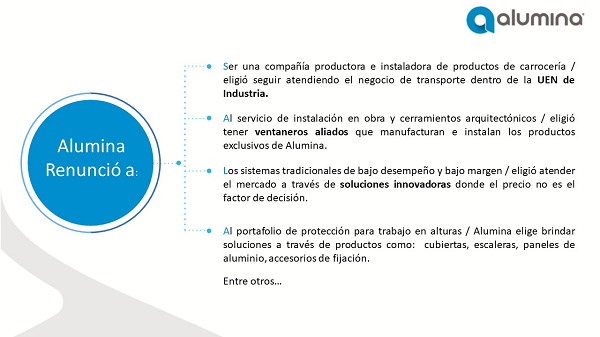 alumina
Ser una compañía productora e instaladora de productos de carrocería /
eligió seguir atendiendo el negocio de transporte dentro de la UEN de
Industria.
Al servicio de instalación en obra y cerramientos arquitectónicos / eligió
tener ventaneros aliados que manufacturan e instalan los productos
exclusivos de Alumina.
Alumina
Renunció a:
Los sistemas tradicionales de bajo desempeño y bajo margen / eligió atender
el mercado a través de soluciones innovadoras donde el precio no es el
factor de decisión.
Al portafolio de protección para trabajo en alturas / Alumina elige brindar
soluciones a través de productos como: cubiertas, escaleras, paneles de
aluminio, accesorios de fijación.
Entre otros...